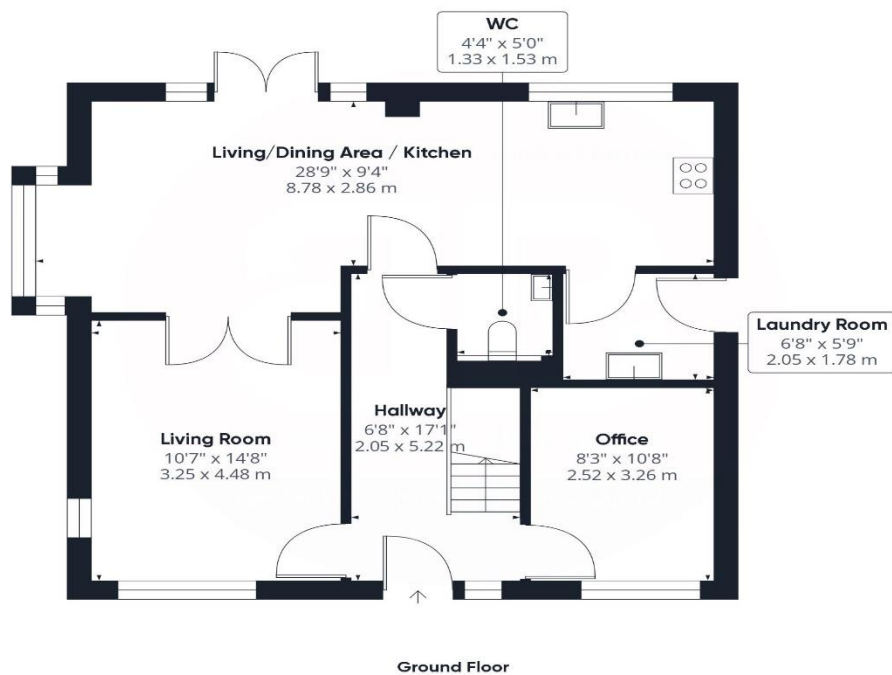 WC
4'4" x 5'0"
1.33 x 1.53 m
Living/Dining Area / Kitchen
28'9" x 9'4"
8.78 x 2.86 m
Laundry Room
6'8" x 5'9"
2.05 x 1.78 m
Hallway
6'8" x 17'1"
2.05 x 5.22 m
Living Room
10'7" x 14'8"
3.25 x 4.48 m
Office
8'3" x 10'8"
2.52 x 3.26 m
Ground Floor